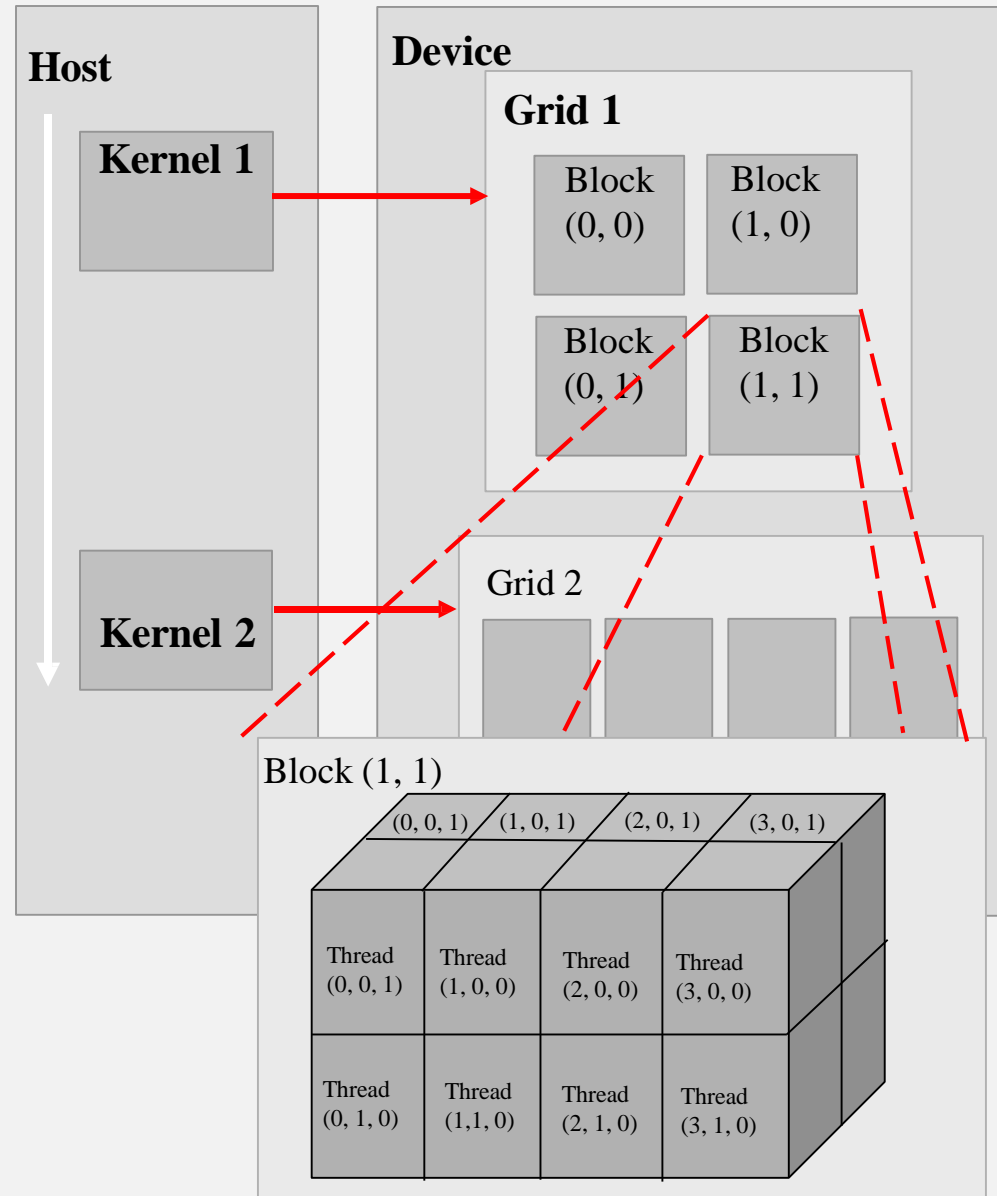 Host
Device
Kernel 1
Grid 1
Block
(0, 0)
Block
(1, 0)
Block
(0, 1)
Block
(1, 1)
Kernel 2
Grid 2
Block (1, 1)
(0, 0, 1)
(1, 0, 1)
(2, 0, 1)
(3, 0, 1)
Thread
(0, 0, 1)
Thread
(1, 0, 0)
Thread
(2, 0, 0)
Thread
(3, 0, 0)
Thread
(0, 1, 0)
Thread
(1,1, 0)
Thread
(2, 1, 0)
Thread
(3, 1, 0)